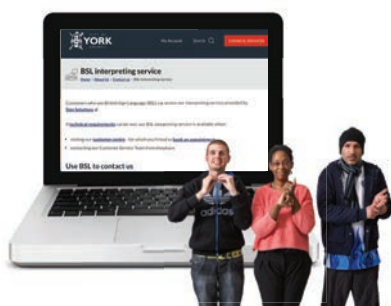 YORK
My Account
Search
BSL interpreting service
Home > About Us > Contact us > BSL interpreting service
Customers who use British Sign Language (BSL) can access our interpreting service provided by
Sign Solutions
If technical requirements can be met, our BSL interpreting service is available when:
visiting our customer centre - for which you'll need to book an appointment
contacting our Customer Service Team from elsewhere
Use BSL to contact us
adidas